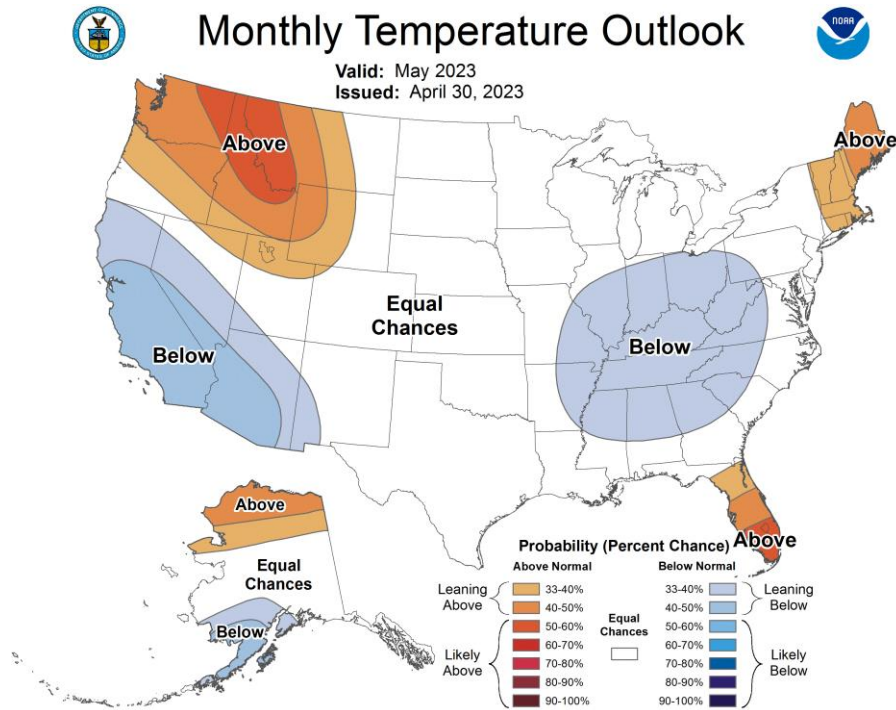 Monthly Temperature Outlook
NOAA
Valid: May 2023
Issued: April 30, 2023
Above
Above
Equal
Chances
Below
Below
Above
Equal
Chances
Below
Above
Probability (Percent Chance)
Above Normal
Below Normal
Leaning
Above
33-40%
40-50%
Likely
Above
50-60%
60-70%
70-80%
80-90%
90-100%
Equal
Chances
33-40%
40-50%
Leaning
Below
50-60%
60-70%
70-80%
80-90%
90-100%
Likely
Below